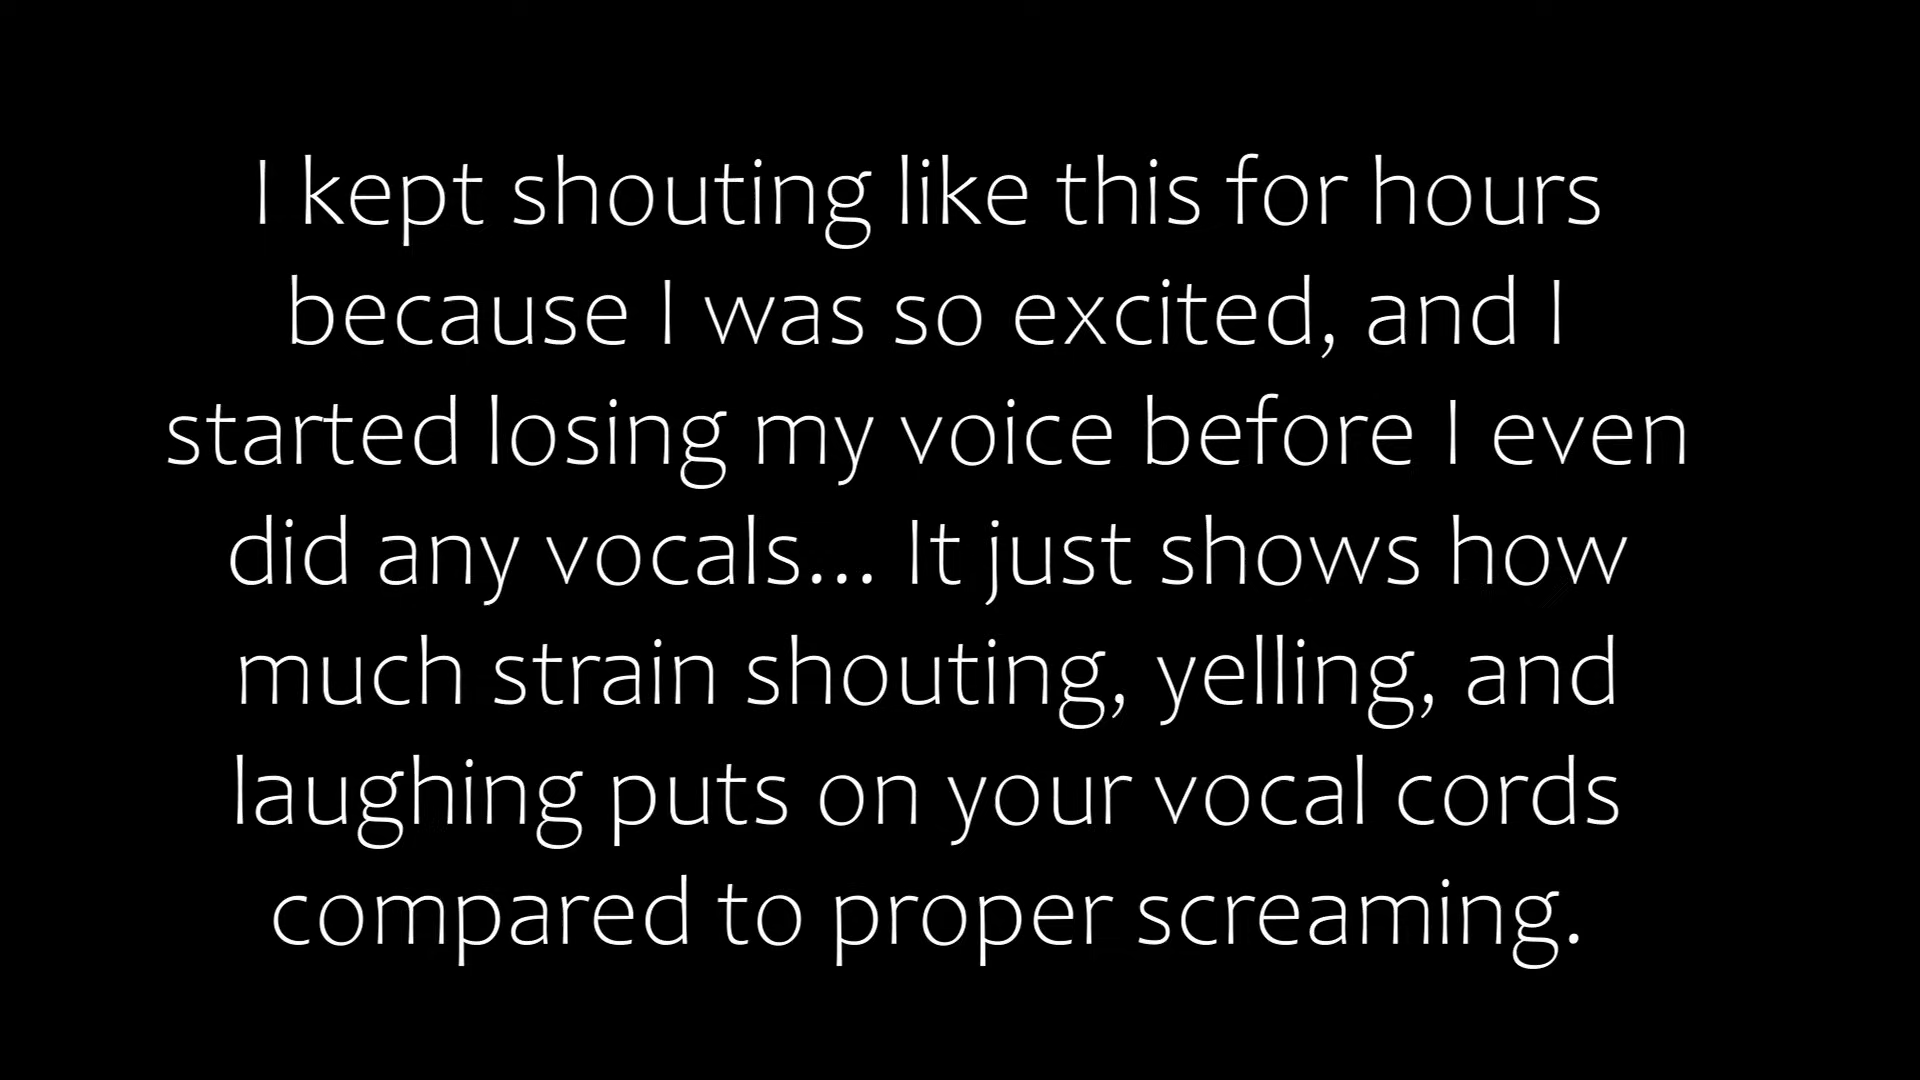 I kept shouting like this for hours
because I was so excited, and I
started losing my voice before I even
did any vocals... It just shows how
much strain shouting, yelling, and
laughing puts on your vocal cords
compared to proper screaming.